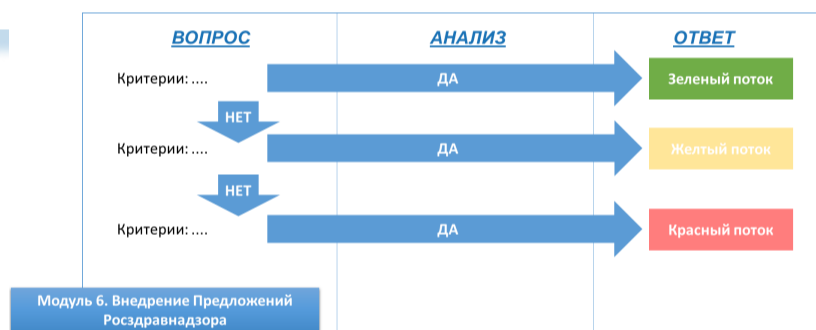 ВОПРОС АНАЛИЗ ОТВЕТ
Критерии: .... ДА Зеленый поток
НЕТ
Критерии: .... ДА Желтый поток
НЕТ
Критерии: .... ДА Красный поток
Модуль 6. Внедрение Предложений
Росздравнадзора